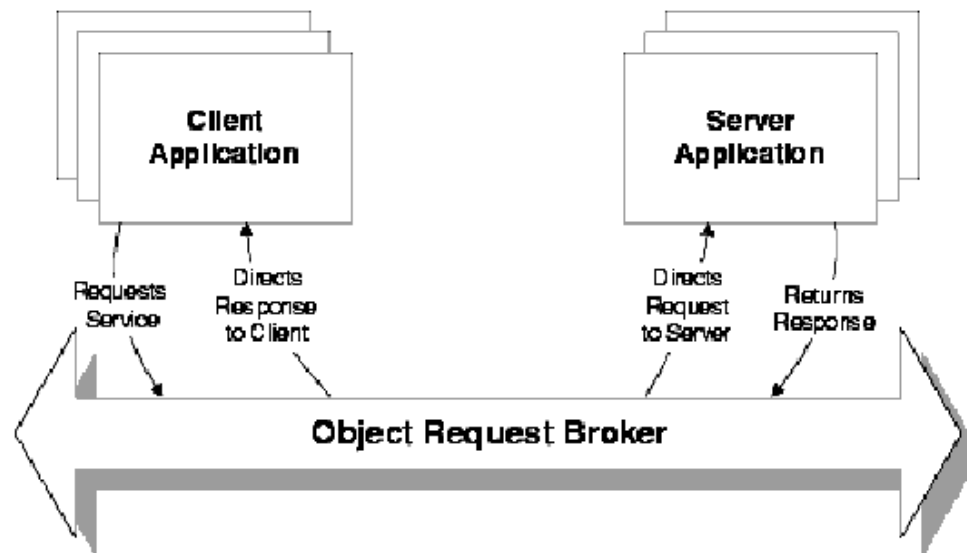 Client
Application
Server
Application
Requests
Service
Directs
Response
to Client
Directs
Request
to Server
Returns
Response
Object Request Broker